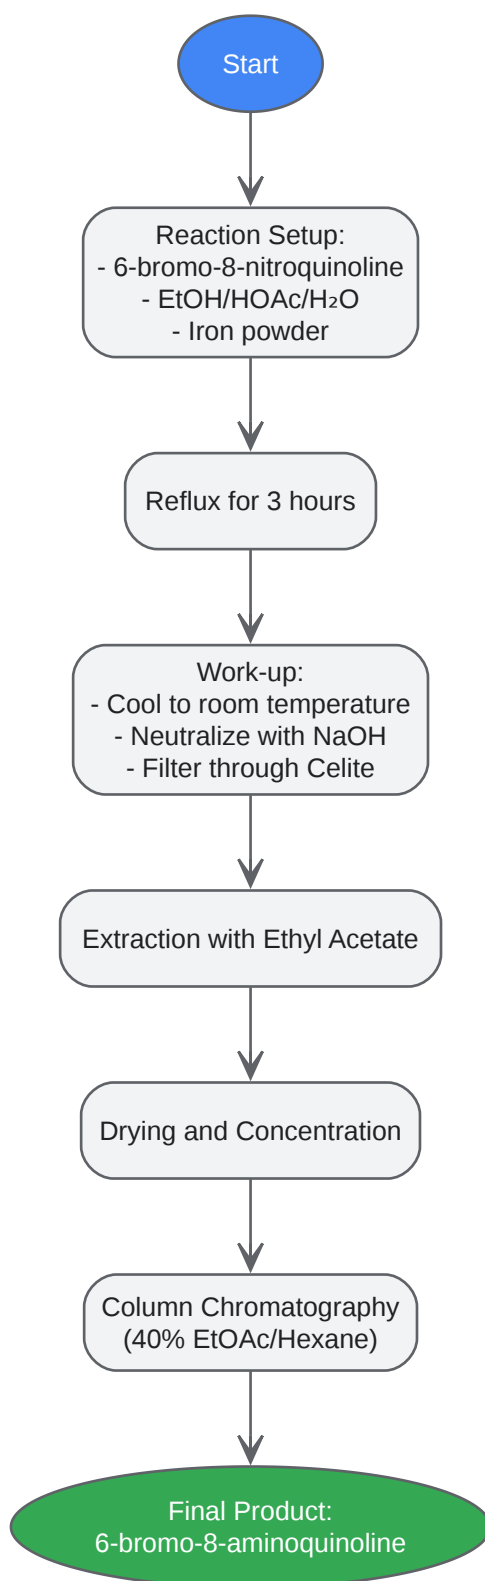 Start
Reaction Setup:
- 6-bromo-8-nitroquinoline
- EtOH/HOAc/H₂O
- Iron powder
Reflux for 3 hours
Work-up:
- Cool to room temperature
- Neutralize with NaOH
- Filter through Celite
Extraction with Ethyl Acetate
Drying and Concentration
Column Chromatography
(40% EtOAc/Hexane)
Final Product:
6-bromo-8-aminoquinoline